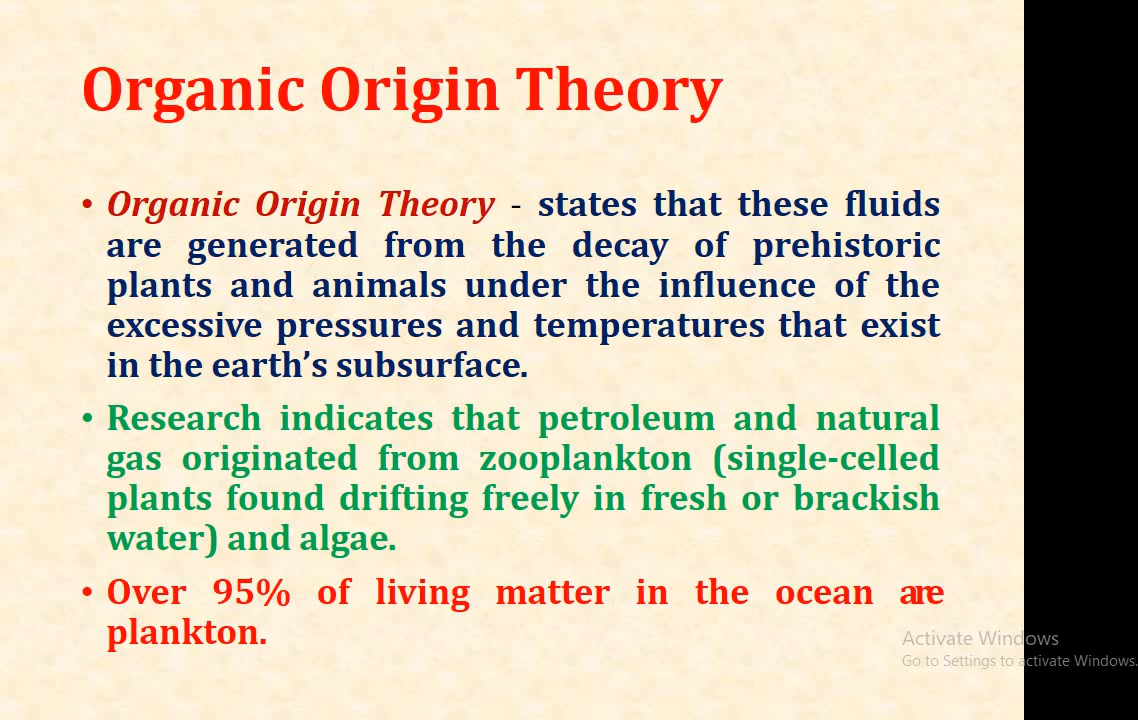 Organic Origin Theory
• Organic Origin Theory - states that these fluids
are generated from the decay of prehistoric
plants and animals under the influence of the
excessive pressures and temperatures that exist
in the earth’s subsurface.
• Research indicates that petroleum and natural
gas originated from zooplankton (single-celled
plants found drifting freely in fresh or brackish
water) and algae.
• Over 95% of living matter in the ocean are
plankton.
Activate Windows
Go to Settings to activate Windows.